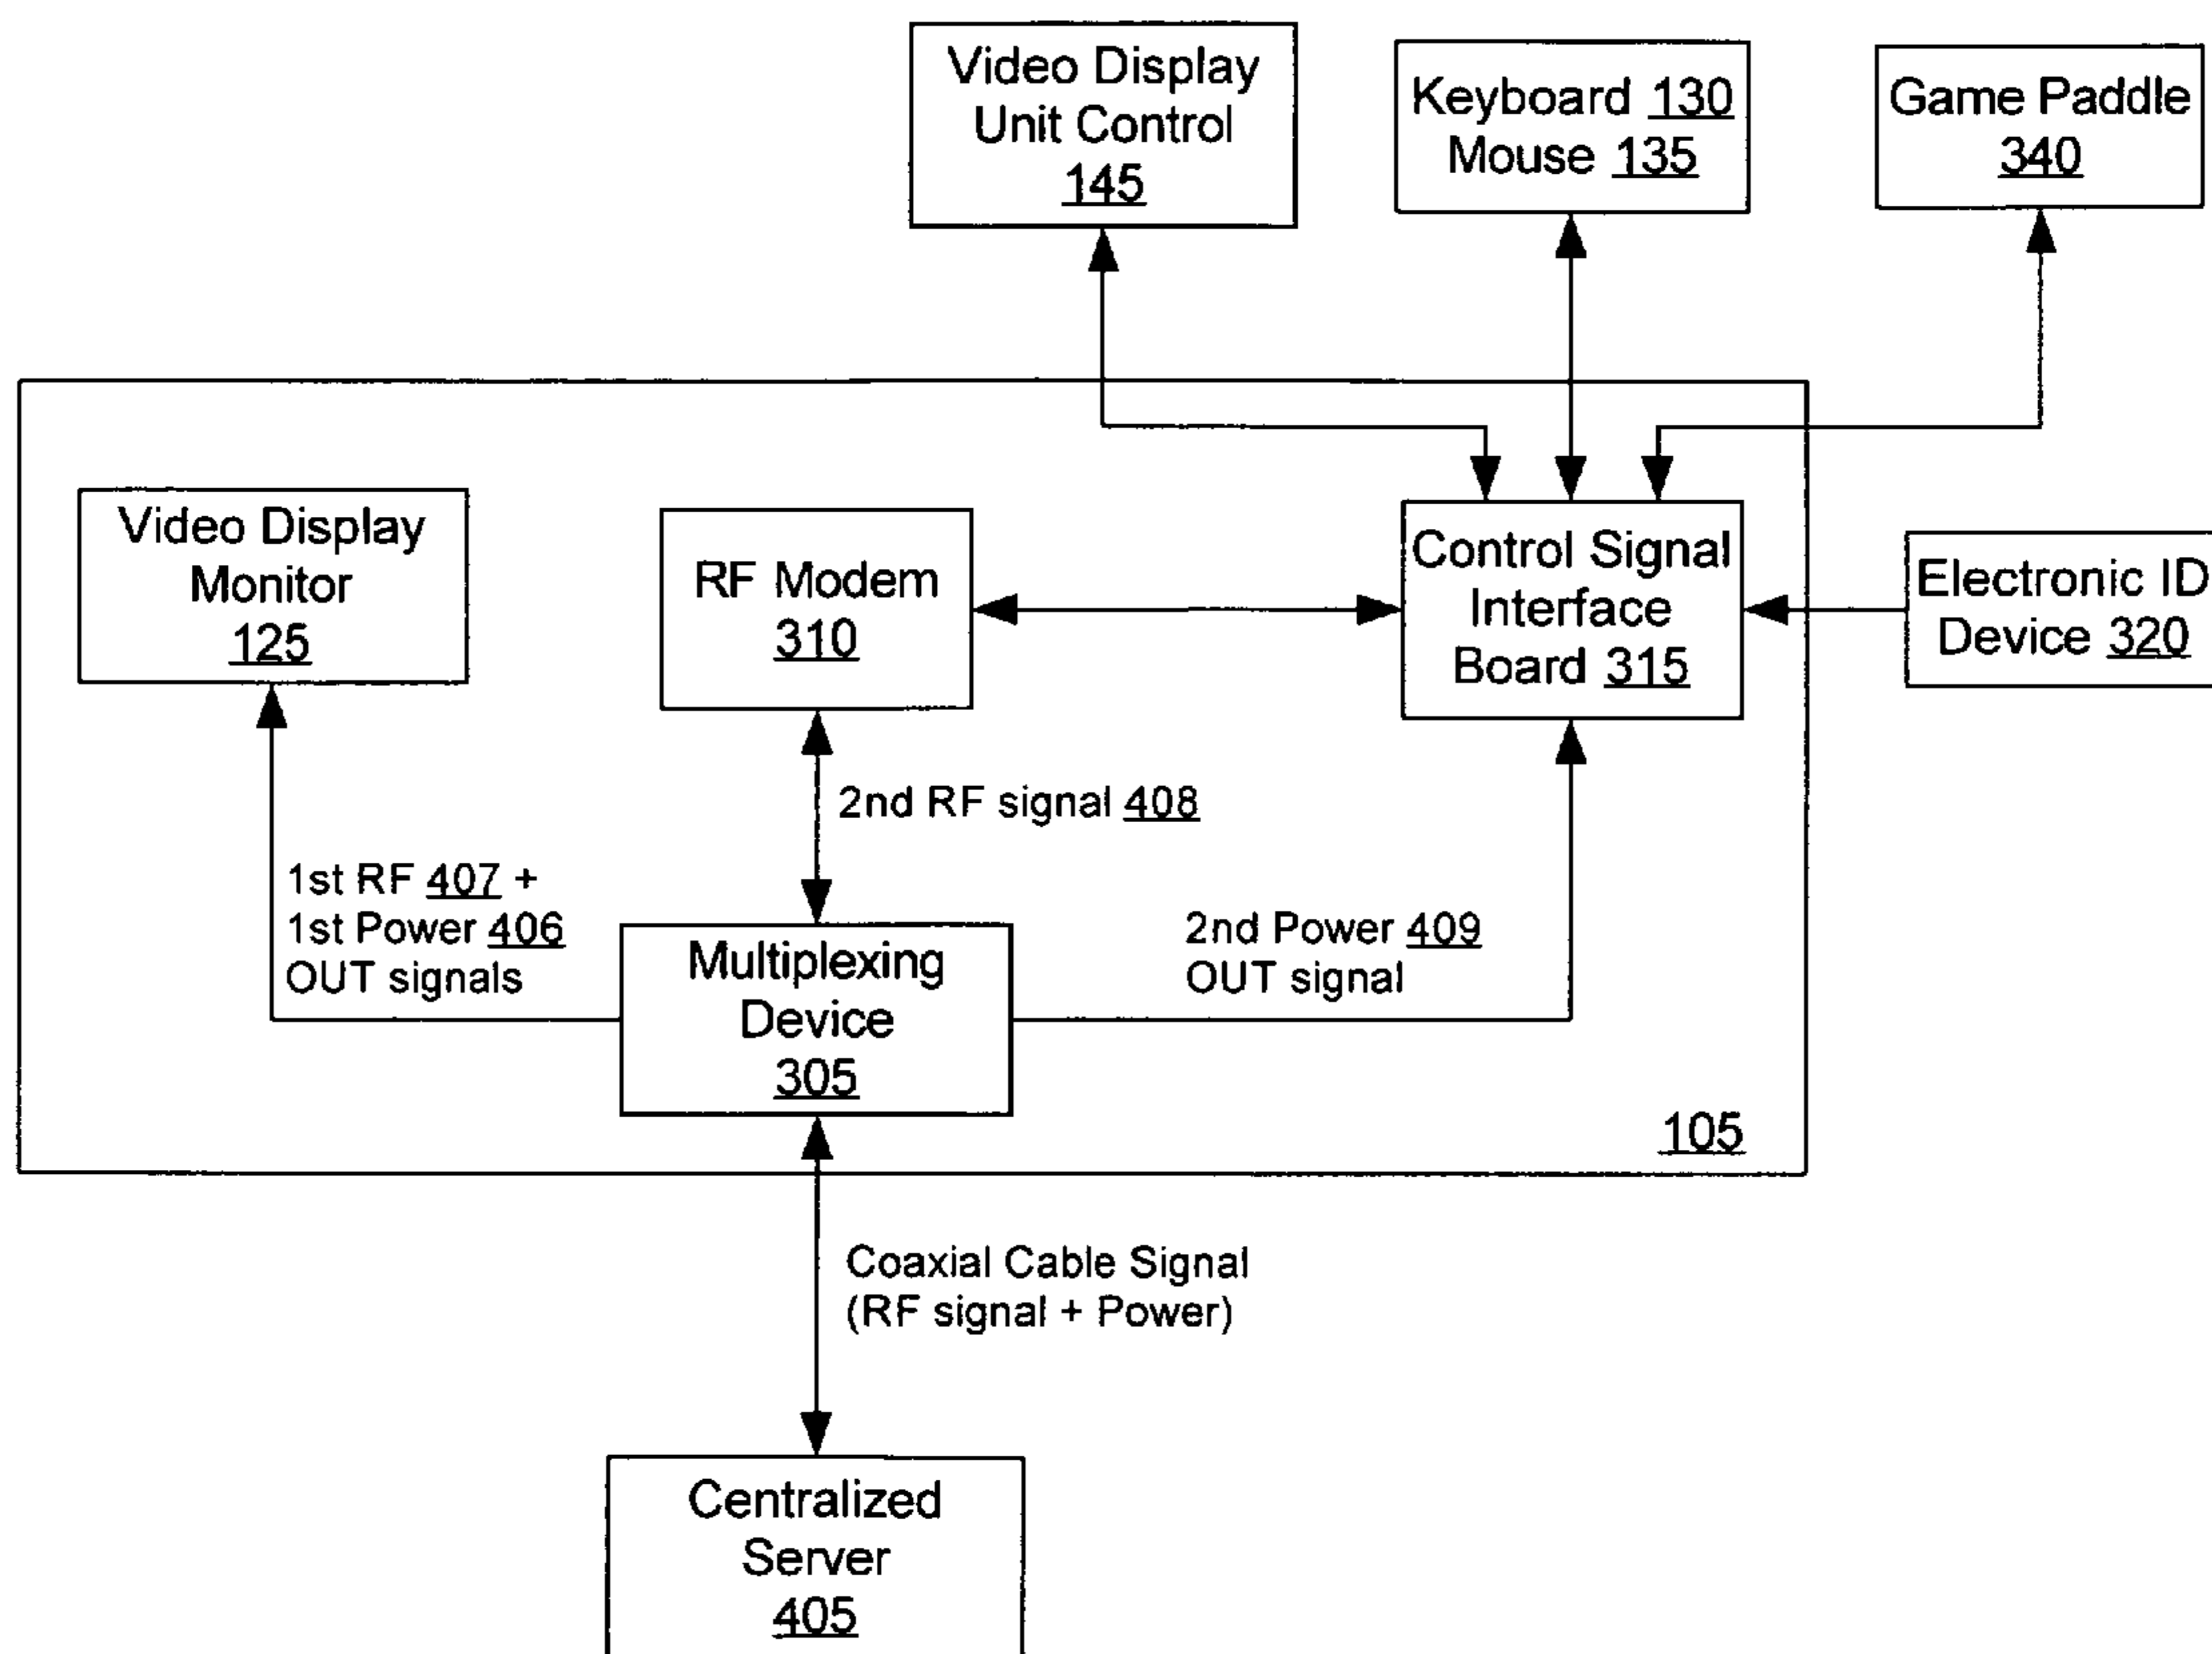 Video Display
Unit Control
145
Keyboard 130
Mouse 135
Game Paddle
340
Video Display
Monitor
125
RF Modem
310
Control Signal
Interface
Board 315
Electronic ID
Device 320
2nd RF signal 408
1st RF 407 +
1st Power 406
OUT signals
Multiplexing
Device
305
2nd Power 409
OUT signal
105
Coaxial Cable Signal
(RF signal + Power)
Centralized
Server
405